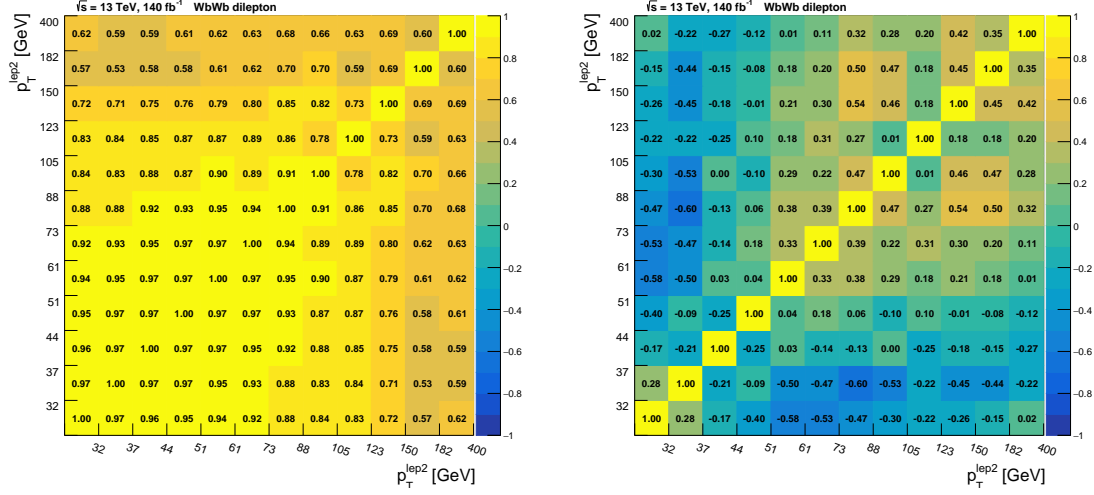 √s = 13 TeV, 140 fb⁻¹ WbWb dilepton
p_T^lep2 [GeV]
400
0.62 0.59 0.59 0.61 0.62 0.63 0.68 0.66 0.63 0.69 0.60 1.00
182
0.57 0.53 0.58 0.58 0.61 0.62 0.70 0.70 0.59 0.69 1.00 0.60
150
0.72 0.71 0.75 0.76 0.79 0.80 0.85 0.82 0.73 1.00 0.69 0.69
123
0.83 0.84 0.85 0.87 0.87 0.89 0.86 0.78 1.00 0.73 0.59 0.63
105
0.84 0.83 0.88 0.87 0.90 0.89 0.91 1.00 0.78 0.82 0.70 0.66
88
0.88 0.88 0.92 0.93 0.95 0.94 1.00 0.91 0.86 0.85 0.70 0.68
73
0.92 0.93 0.95 0.97 0.97 1.00 0.94 0.89 0.89 0.80 0.62 0.63
61
0.94 0.95 0.97 0.97 1.00 0.97 0.95 0.90 0.87 0.79 0.61 0.62
51
0.95 0.97 0.97 1.00 0.97 0.97 0.93 0.87 0.87 0.76 0.58 0.61
44
0.96 0.97 1.00 0.97 0.97 0.95 0.92 0.88 0.85 0.75 0.58 0.59
37
0.97 1.00 0.97 0.97 0.95 0.93 0.88 0.83 0.84 0.71 0.53 0.59
32
1.00 0.97 0.96 0.95 0.94 0.92 0.88 0.84 0.83 0.72 0.57 0.62
32 37 44 51 61 73 88 105 123 150 182 400
p_T^lep2 [GeV]
1
0.8
0.6
0.4
0.2
0
−0.2
−0.4
−0.6
−0.8
−1
√s = 13 TeV, 140 fb⁻¹ WbWb dilepton
p_T^lep2 [GeV]
400
0.02 -0.22 -0.27 -0.12 0.01 0.11 0.32 0.28 0.20 0.42 0.35 1.00
182
-0.15 -0.44 -0.15 -0.08 0.18 0.20 0.50 0.47 0.18 0.45 1.00 0.35
150
-0.26 -0.45 -0.18 -0.01 0.21 0.30 0.54 0.46 0.18 1.00 0.45 0.42
123
-0.22 -0.22 -0.25 0.10 0.18 0.31 0.27 0.01 1.00 0.18 0.18 0.20
105
-0.30 -0.53 0.00 -0.10 0.29 0.22 0.47 1.00 0.01 0.46 0.47 0.28
88
-0.47 -0.60 -0.13 0.06 0.38 0.39 1.00 0.47 0.27 0.54 0.50 0.32
73
-0.53 -0.47 -0.14 0.18 0.33 1.00 0.39 0.22 0.31 0.30 0.20 0.11
61
-0.58 -0.50 0.03 0.04 1.00 0.33 0.38 0.29 0.18 0.21 0.18 0.01
51
-0.40 -0.09 -0.25 1.00 0.04 0.18 0.06 -0.10 0.10 -0.01 -0.08 -0.12
44
-0.17 -0.21 1.00 -0.25 0.03 -0.14 -0.13 0.00 -0.25 -0.18 -0.15 -0.27
37
0.28 1.00 -0.21 -0.09 -0.50 -0.47 -0.60 -0.53 -0.22 -0.45 -0.44 -0.22
32
1.00 0.28 -0.17 -0.40 -0.58 -0.53 -0.47 -0.30 -0.22 -0.26 -0.15 0.02
32 37 44 51 61 73 88 105 123 150 182 400
p_T^lep2 [GeV]
1
0.8
0.6
0.4
0.2
0
−0.2
−0.4
−0.6
−0.8
−1